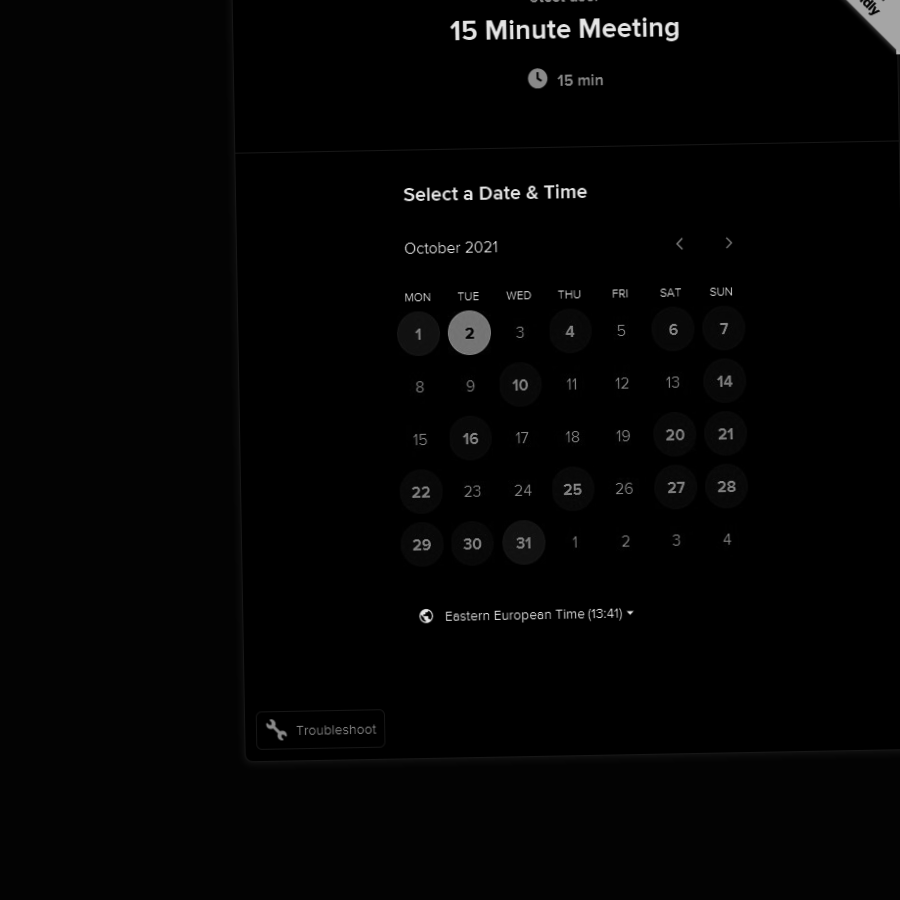 15 Minute Meeting
15 min
Select a Date & Time
October 2021
MON TUE WED THU FRI SAT SUN
1 2 3 4 5 6 7
8 9 10 11 12 13 14
15 16 17 18 19 20 21
22 23 24 25 26 27 28
29 30 31 1 2 3 4
Eastern European Time (13:41)
Troubleshoot